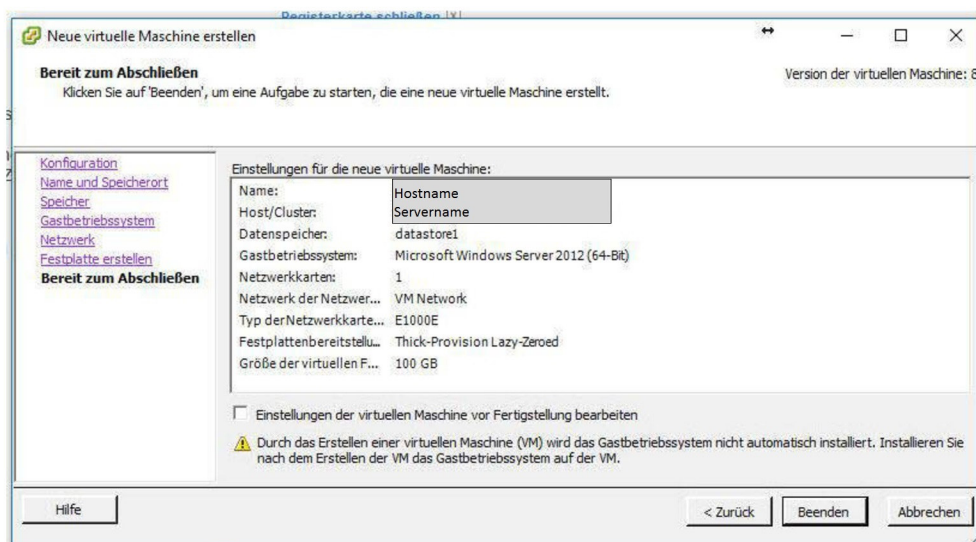 Registerkarte schließen [X]
Neue virtuelle Maschine erstellen
Bereit zum Abschließen
Version der virtuellen Maschine: 8
Klicken Sie auf 'Beenden', um eine Aufgabe zu starten, die eine neue virtuelle Maschine erstellt.
Konfiguration
Name und Speicherort
Speicher
Gastbetriebssystem
Netzwerk
Festplatte erstellen
Bereit zum Abschließen
Einstellungen für die neue virtuelle Maschine:
Name: Hostname
Host/Cluster: Servername
Datenspeicher: datastore1
Gastbetriebssystem: Microsoft Windows Server 2012 (64-Bit)
Netzwerkkarten: 1
Netzwerk der Netzwer... VM Network
Typ der Netzwerkkarte... E1000E
Festplattenbereitstellu... Thick-Provision Lazy-Zeroed
Größe der virtuellen F... 100 GB
Einstellungen der virtuellen Maschine vor Fertigstellung bearbeiten
Durch das Erstellen einer virtuellen Maschine (VM) wird das Gastbetriebssystem nicht automatisch installiert. Installieren Sie
nach dem Erstellen der VM das Gastbetriebssystem auf der VM.
Hilfe
< Zurück
Beenden
Abbrechen